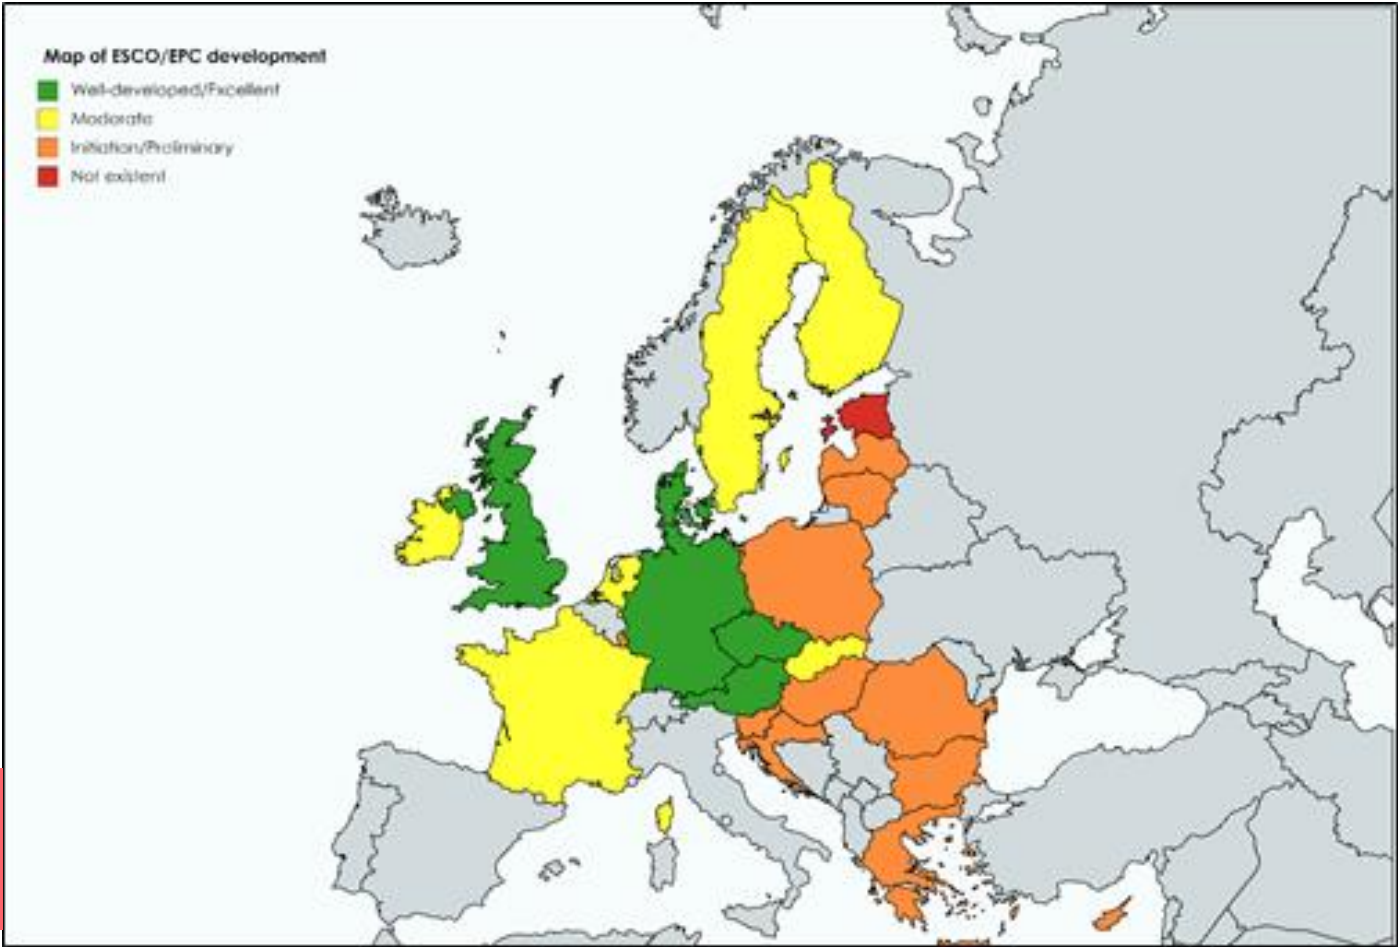 Map of ESCO/EPC development
Well-developed/Excellent
Moderate
Initiation/Preliminary
Not existent